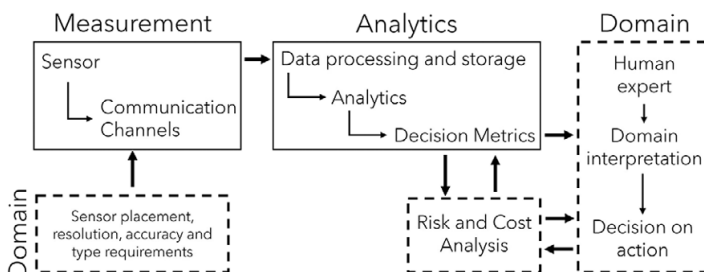 Measurement
Analytics
Domain
Sensor
Communication
Channels
Data processing and storage
Analytics
Decision Metrics
Human
expert
Domain
interpretation
Decision on
action
Domain
Sensor placement,
resolution, accuracy and
type requirements
Risk and Cost
Analysis